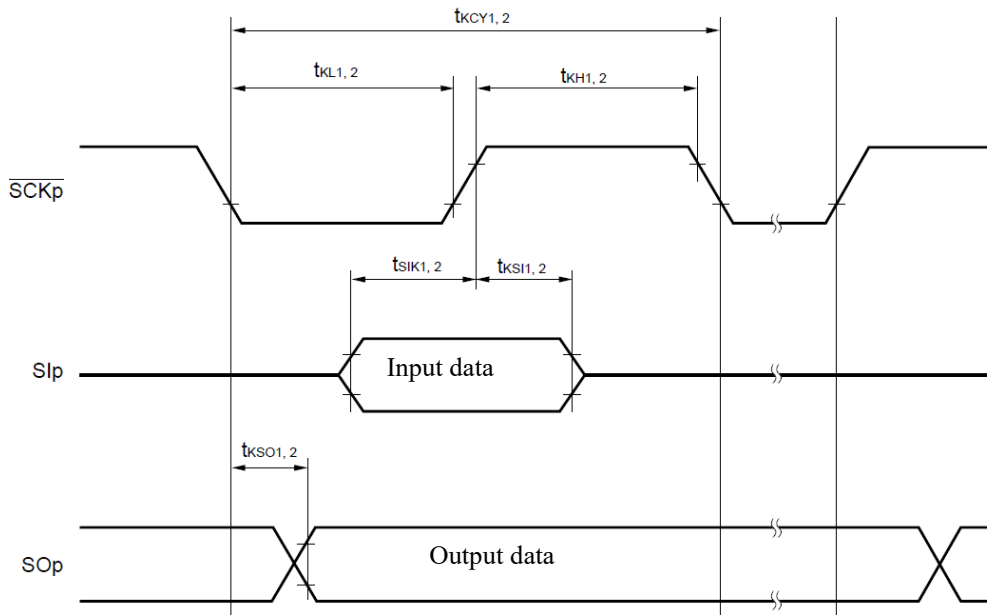 tKCY1, 2
tKL1, 2
tKH1, 2
SCKp
tSIK1, 2
tKSI1, 2
SIp
Input data
tKSO1, 2
SOp
Output data